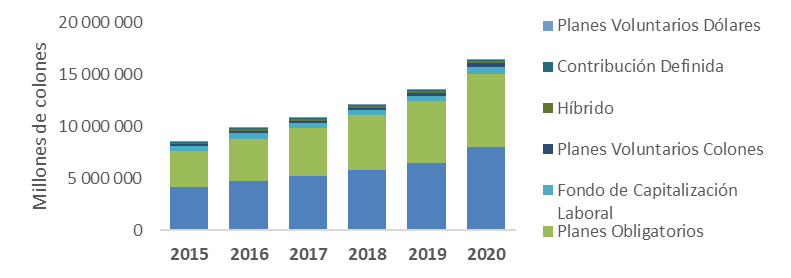 Millones de colones
20 000 000
15 000 000
10 000 000
5 000 000
0
2015 2016 2017 2018 2019 2020
Planes Voluntarios Dólares
Contribución Definida
Híbrido
Planes Voluntarios Colones
Fondo de Capitalización
Laboral
Planes Obligatorios